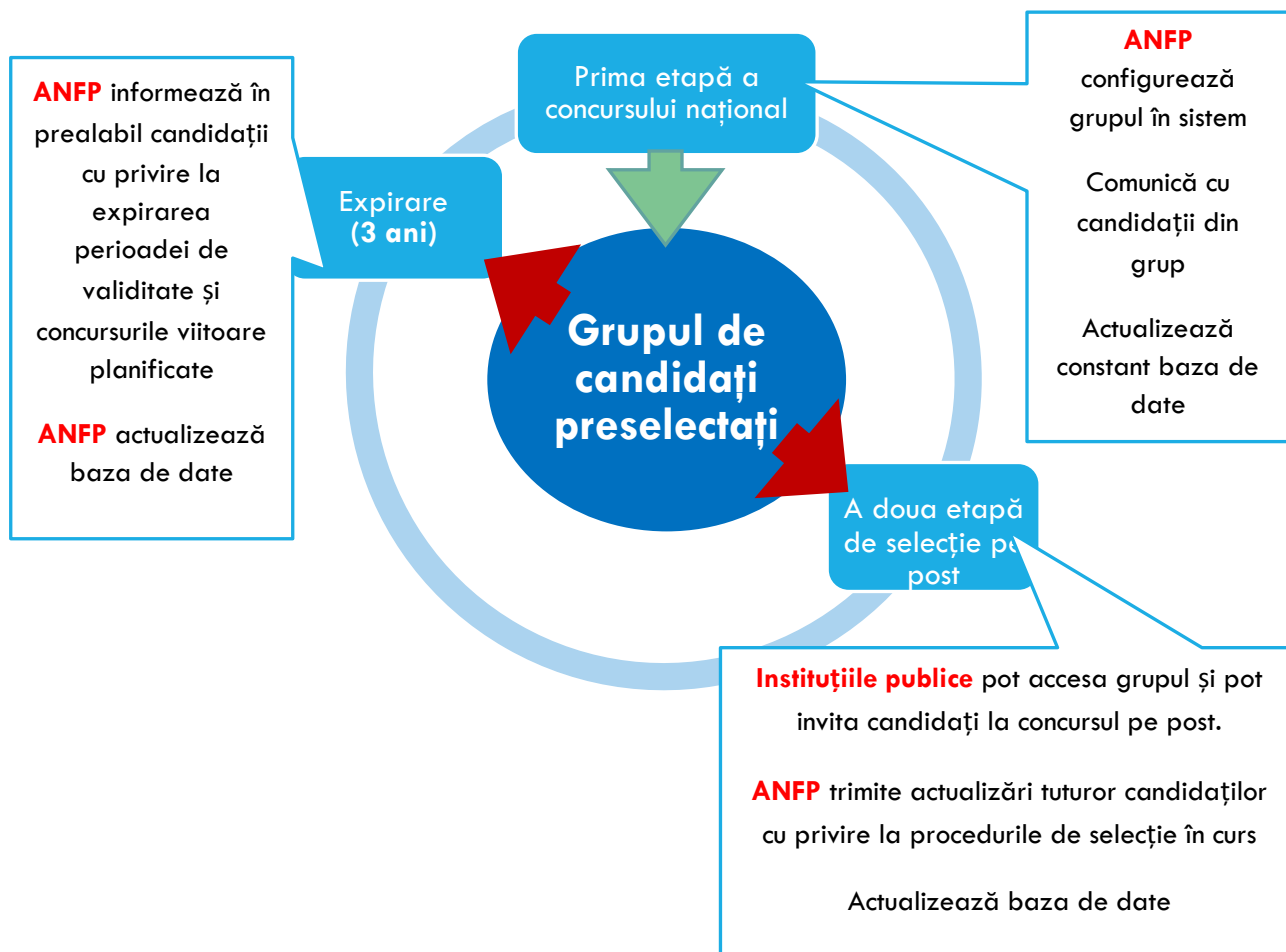 Prima etapă a
concursului național
ANFP
configurează
grupul în sistem
Comunică cu
candidații din
grup
Actualizează
constant baza de
date
ANFP informează în
prealabil candidații
cu privire la
expirarea
perioadei de
validitate și
concursurile viitoare
planificate
ANFP actualizează
baza de date
Expirare
(3 ani)
Grupul de
candidați
preselectați
A doua etapă
de selecție pe
post
Instituțiile publice pot accesa grupul și pot
invita candidați la concursul pe post.
ANFP trimite actualizări tuturor candidaților
cu privire la procedurile de selecție în curs
Actualizează baza de date